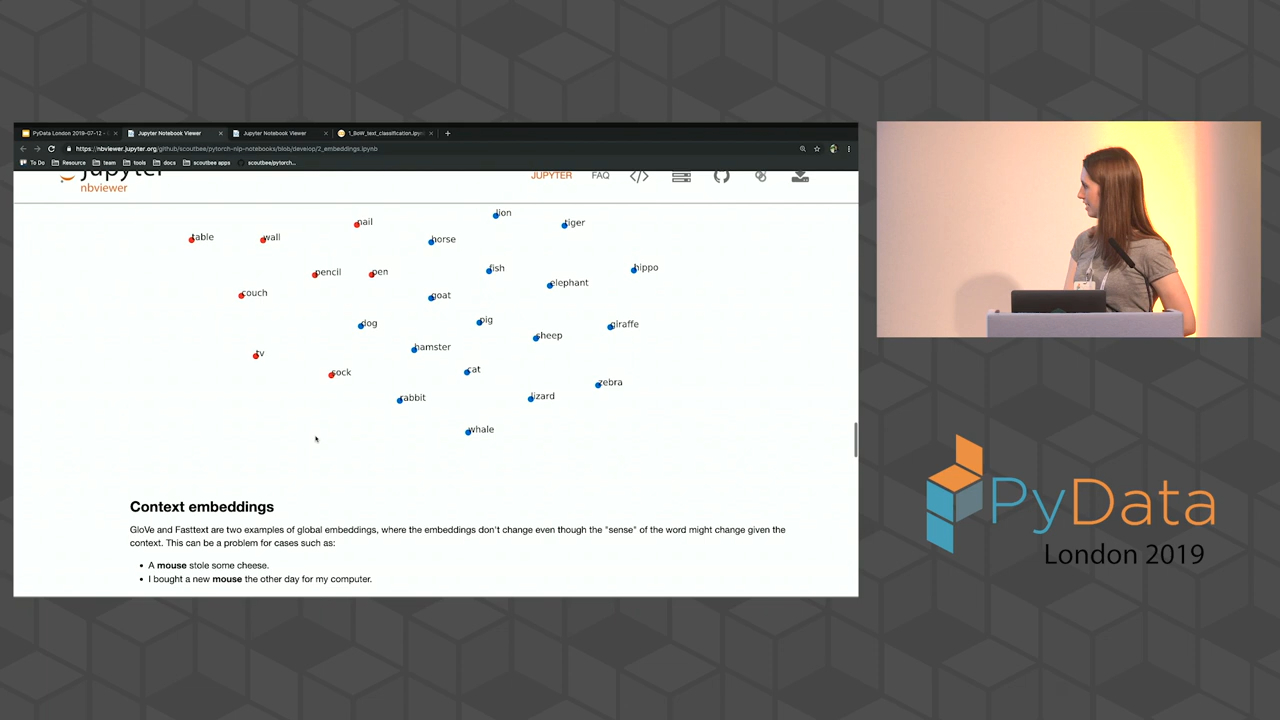 PyData London 2019-07-12 -
Jupyter Notebook Viewer
Jupyter Notebook Viewer
1_BoW_text_classification.ipyn
https://nbviewer.jupyter.org/github/scoutbee/pytorch-nlp-notebooks/blob/develop/2_embeddings.ipynb
To Do Resource team tools docs scoutbee apps scoutbee/pytorch...
jupyter
nbviewer
JUPYTER FAQ
lion
nail
tiger
table
wall
horse
pencil
pen
fish
hippo
elephant
couch
goat
dog
pig
giraffe
sheep
hamster
tv
sock
cat
zebra
rabbit
lizard
whale
Context embeddings
GloVe and Fasttext are two examples of global embeddings, where the embeddings don't change even though the "sense" of the word might change given the
context. This can be a problem for cases such as:
• A mouse stole some cheese.
• I bought a new mouse the other day for my computer.
PyData
London 2019